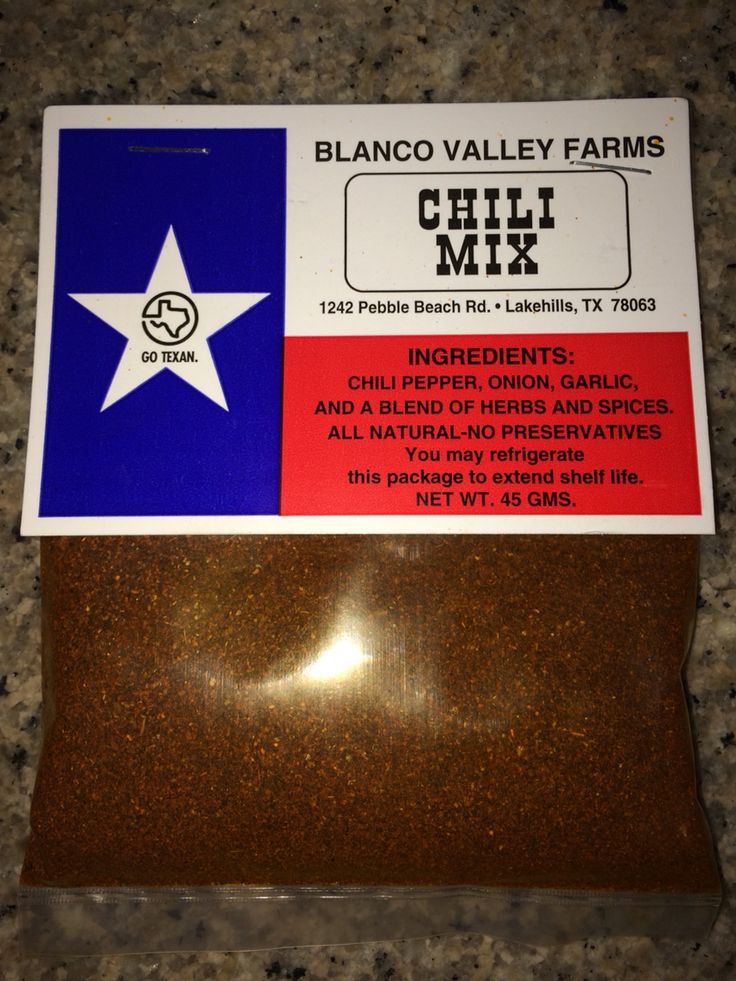 BLANCO VALLEY FARMS
CHILI
MIX
1242 Pebble Beach Rd. • Lakehills, TX 78063
GO TEXAN.
INGREDIENTS:
CHILI PEPPER, ONION, GARLIC,
AND A BLEND OF HERBS AND SPICES.
ALL NATURAL-NO PRESERVATIVES
You may refrigerate
this package to extend shelf life.
NET WT. 45 GMS.